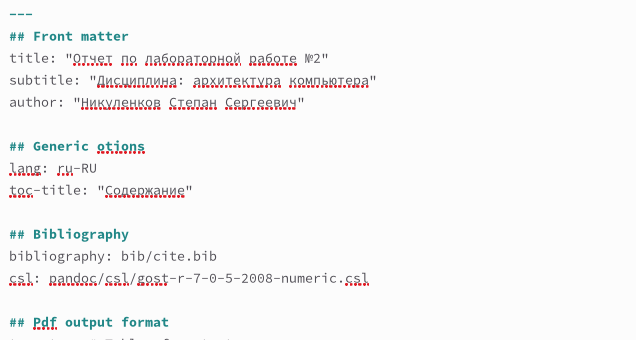 ---
## Front matter
title: "Отчет по лабораторной работе №2"
subtitle: "Дисциплина: архитектура компьютера"
author: "Никуленков Степан Сергеевич"
## Generic otions
lang: ru-RU
toc-title: "Содержание"
## Bibliography
bibliography: bib/cite.bib
csl: pandoc/csl/gost-r-7-0-5-2008-numeric.csl
## Pdf output format